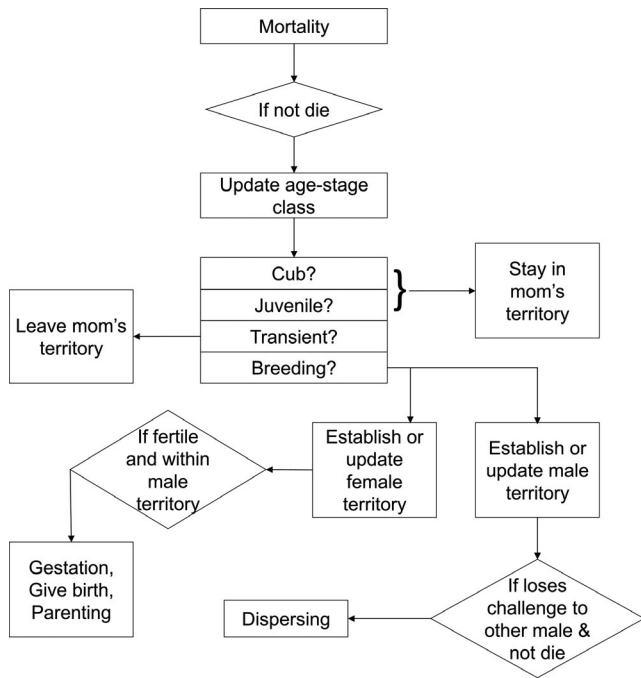 Mortality
If not die
Update age-stage
class
Cub?
Juvenile?
Transient?
Breeding?
Stay in
mom's
territory
Leave mom's
territory
If fertile
and within
male
territory
Establish or
update
female
territory
Establish or
update male
territory
Gestation,
Give birth,
Parenting
Dispersing
If loses
challenge to
other male &
not die